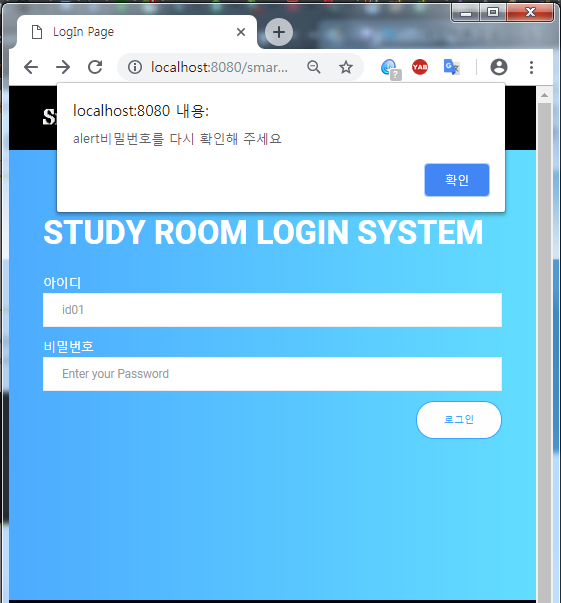 LogIn Page
localhost:8080/smar...
YAB
localhost:8080 내용:
alert비밀번호를 다시 확인해 주세요
확인
STUDY ROOM LOGIN SYSTEM
아이디
id01
비밀번호
Enter your Password
로그인